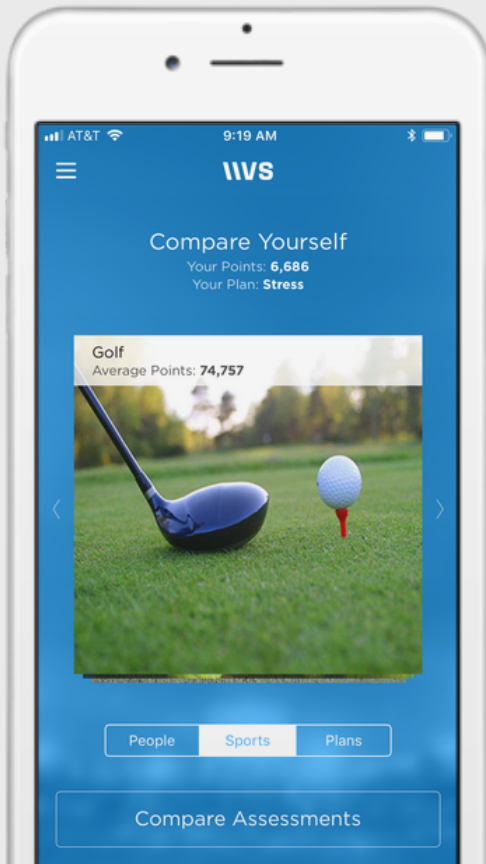 AT&T
9:19 AM
\\VS
Compare Yourself
Your Points: 6,686
Your Plan: Stress
Golf
Average Points: 74,757
People Sports Plans
Compare Assessments